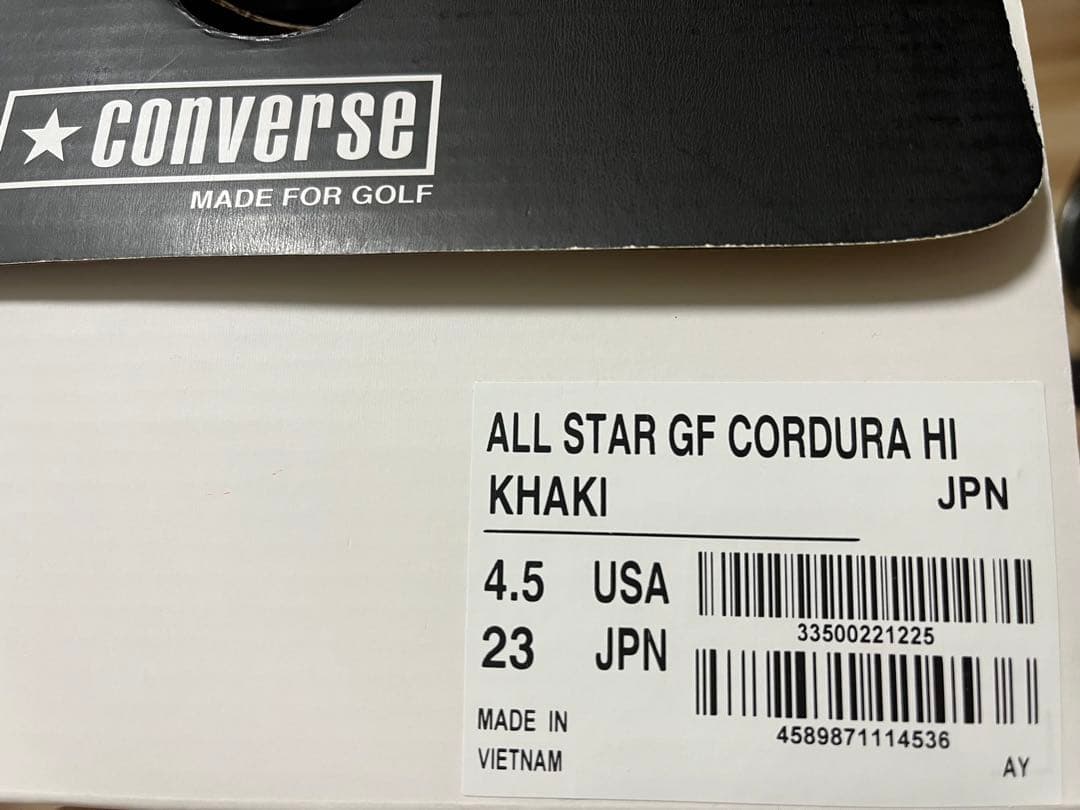 converse
MADE FOR GOLF
ALL STAR GF CORDURA HI
KHAKI JPN
4.5 USA
33500221225
23 JPN
4589871114536
MADE IN
VIETNAM
AY